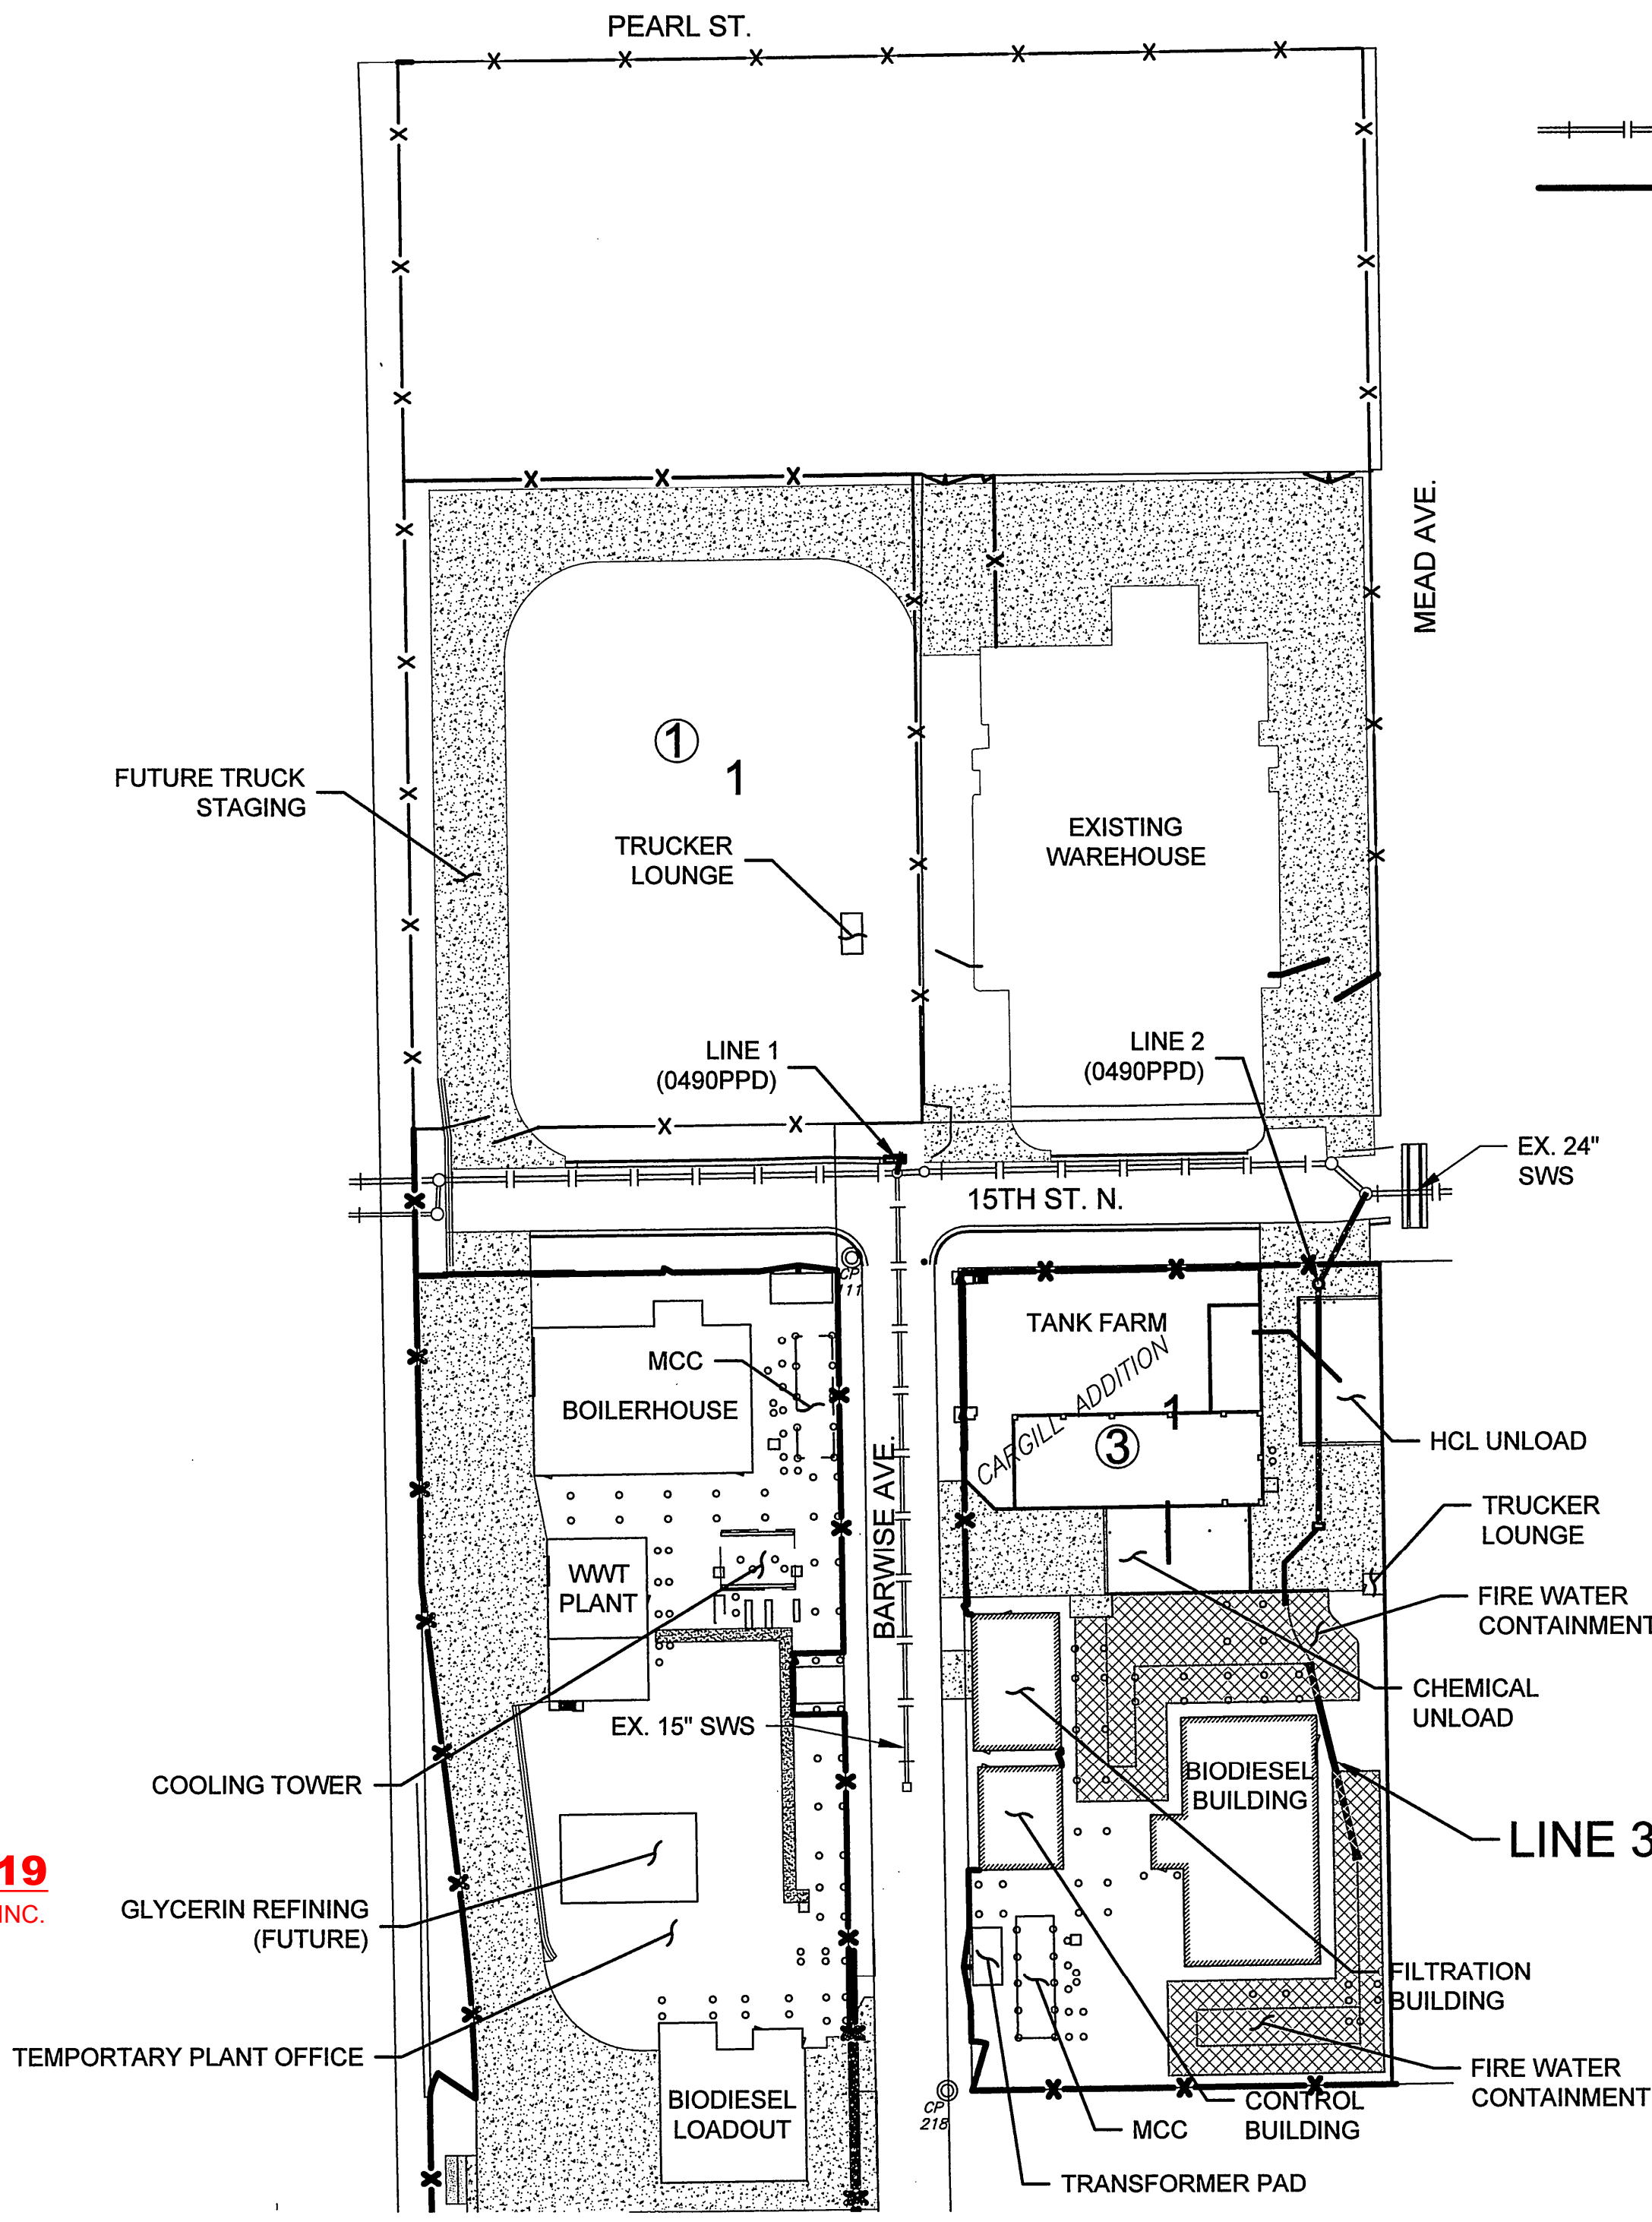 PEARL ST.
MEAD AVE.
FUTURE TRUCK
STAGING
1
1
TRUCKER
LOUNGE
EXISTING
WAREHOUSE
LINE 1
(0490PPD)
LINE 2
(0490PPD)
EX. 24"
SWS
15TH ST. N.
CP
111
TANK FARM
CARGILL ADDITION
1
3
MCC
BOILERHOUSE
HCL UNLOAD
BARWISE AVE.
TRUCKER
LOUNGE
WWT
PLANT
FIRE WATER
CONTAINMENT
CHEMICAL
UNLOAD
EX. 15" SWS
COOLING TOWER
BIODIESEL
BUILDING
LINE 3
19
INC.
GLYCERIN REFINING
(FUTURE)
FILTRATION
BUILDING
TEMPORTARY PLANT OFFICE
FIRE WATER
CONTAINMENT
BIODIESEL
LOADOUT
CP
218
MCC
CONTROL
BUILDING
TRANSFORMER PAD